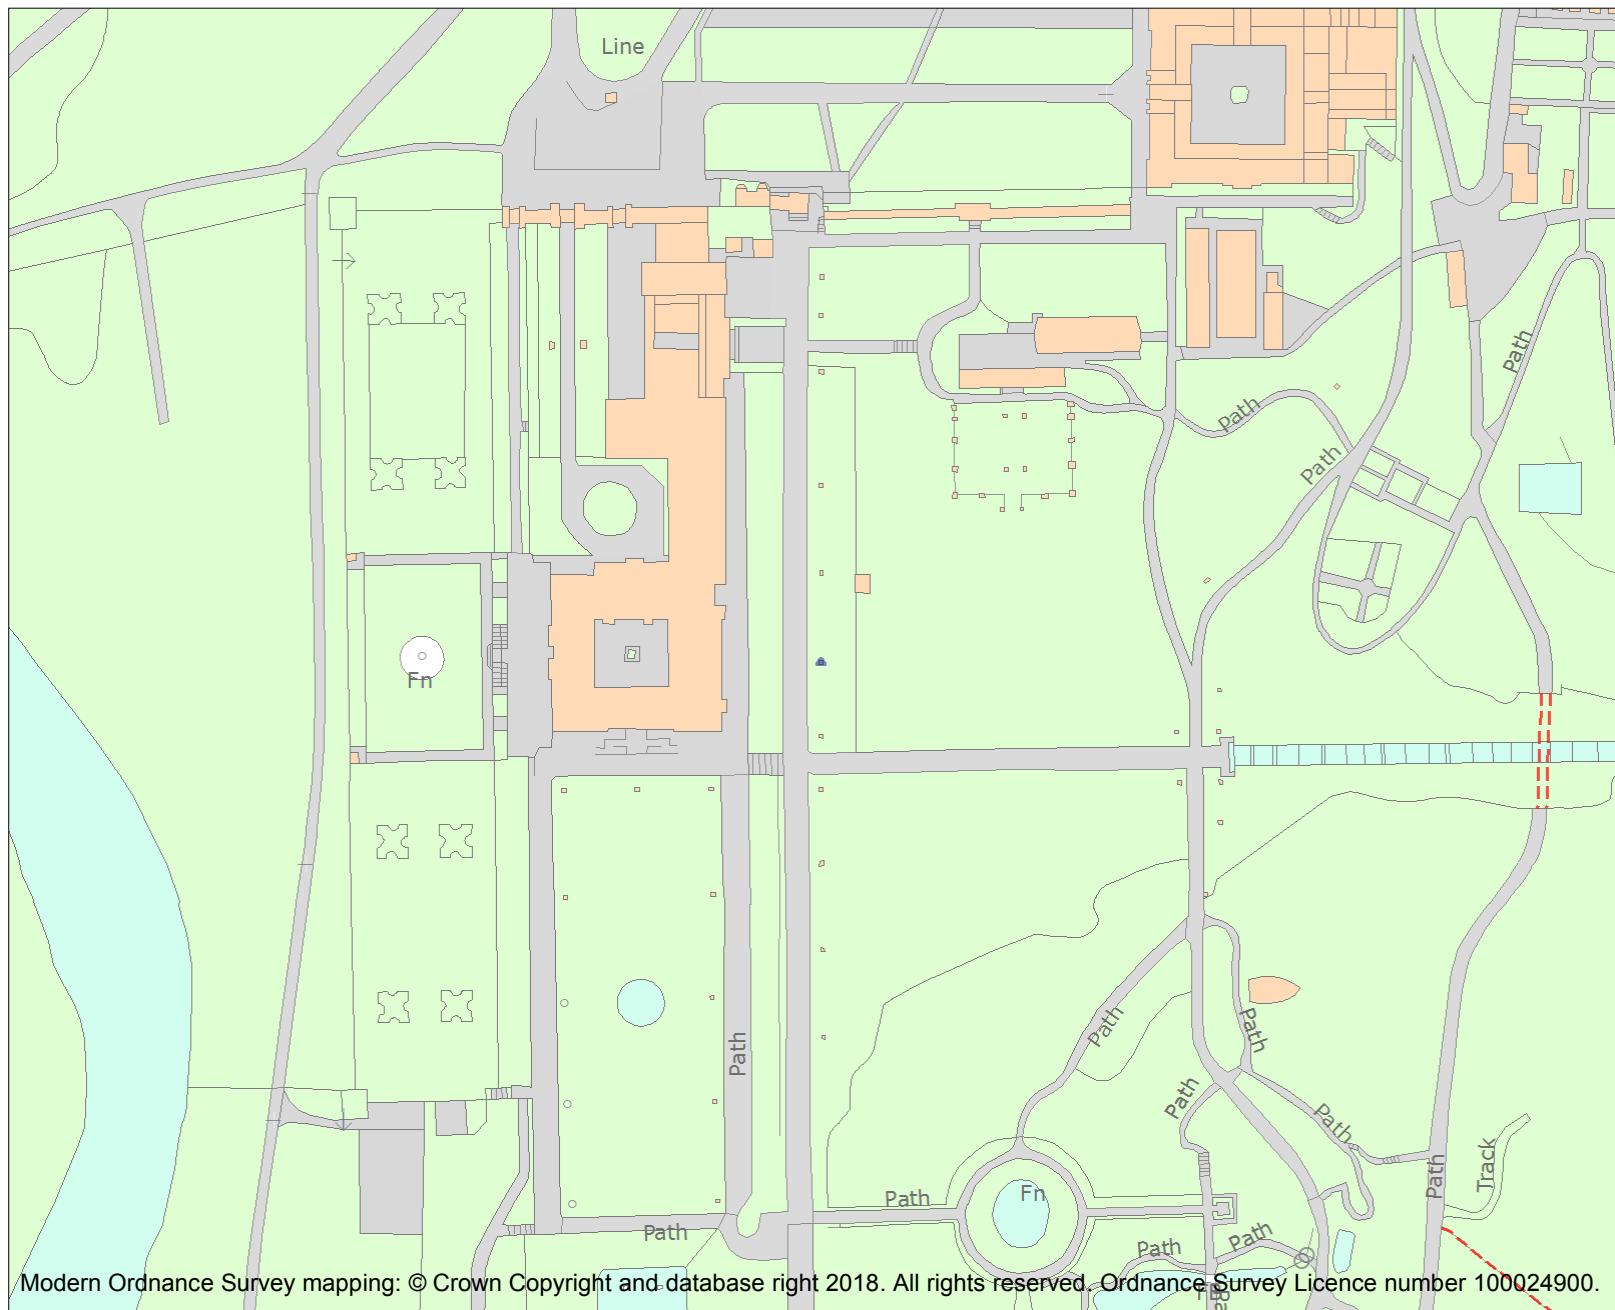 Line
Path
Path
Path
Fn
Path
Path
Path
Path
Path
Path
Track
Path
Fn
Path
Path
Path
Modern Ordnance Survey mapping: © Crown Copyright and database right 2018. All rights reserved. Ordnance Survey Licence number 100024900.